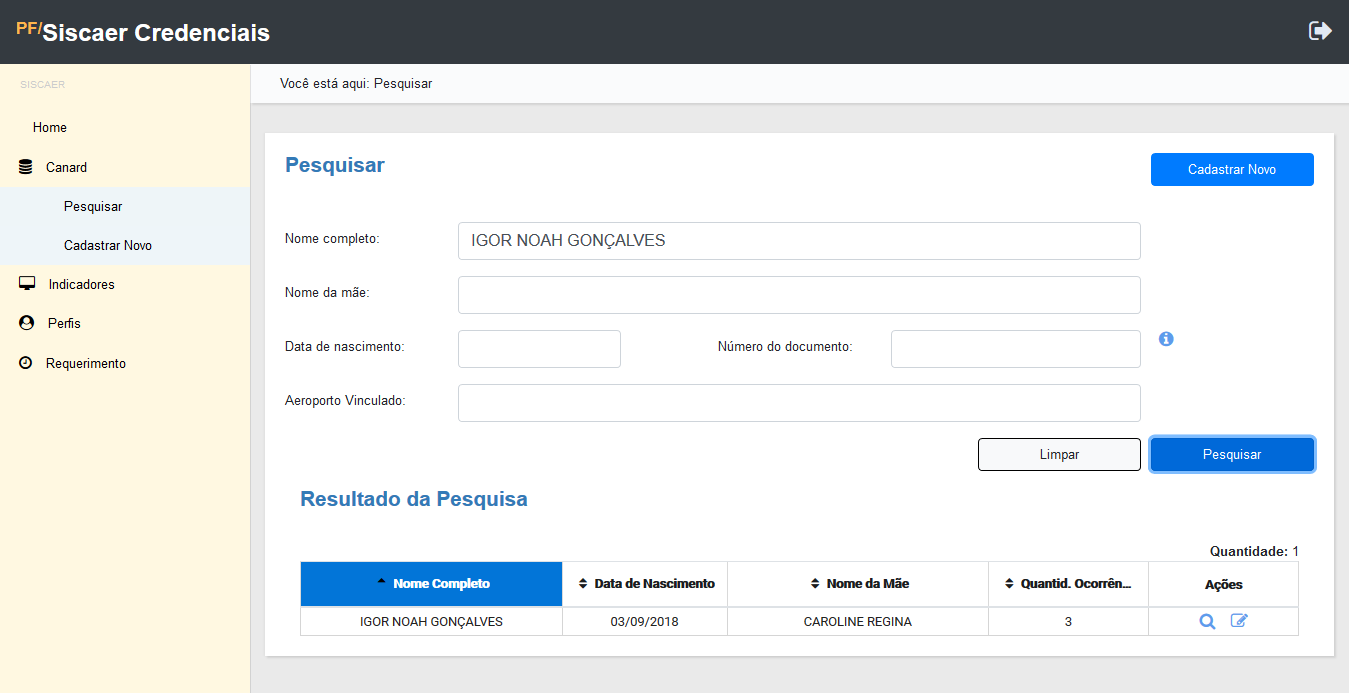 PF/Siscaer Credenciais
SISCAER
Você está aqui: Pesquisar
Home
Canard
Pesquisar
Cadastrar Novo
Indicadores
Perfis
Requerimento
Pesquisar
Cadastrar Novo
Nome completo: IGOR NOAH GONÇALVES
Nome da mãe:
Data de nascimento: Número do documento:
Aeroporto Vinculado:
Limpar Pesquisar
Resultado da Pesquisa
Quantidade: 1
Nome Completo Data de Nascimento Nome da Mãe Quantid. Ocorrên... Ações
IGOR NOAH GONÇALVES 03/09/2018 CAROLINE REGINA 3